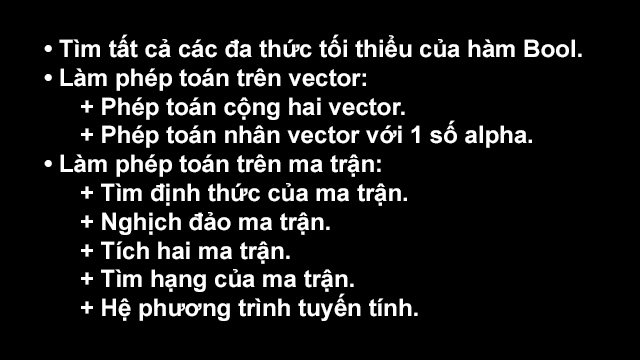 • Tìm tất cả các đa thức tối thiểu của hàm Bool.
• Làm phép toán trên vector:
+ Phép toán cộng hai vector.
+ Phép toán nhân vector với 1 số alpha.
• Làm phép toán trên ma trận:
+ Tìm định thức của ma trận.
+ Nghịch đảo ma trận.
+ Tích hai ma trận.
+ Tìm hạng của ma trận.
+ Hệ phương trình tuyến tính.